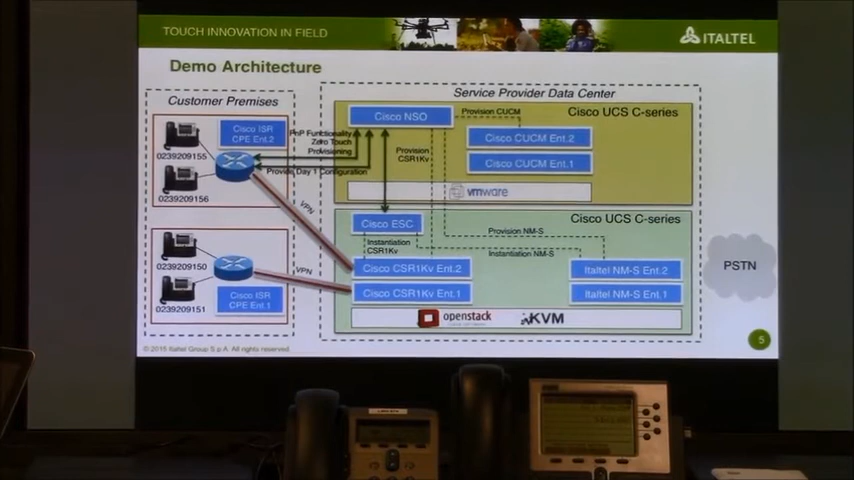 TOUCH INNOVATION IN FIELD
ITALTEL
Demo Architecture
Customer Premises
Cisco ISR
CPE Ent.2
0239209155
0239209156
VPN
0239209150
0239209151
Cisco ISR
CPE Ent.1
VPN
Service Provider Data Center
Cisco UCS C-series
Cisco NSO
Provision CUCM
PnP Functionality
Zero Touch
Provisioning
Provide Day 1 Configuration
Provision
CSR1Kv
Cisco CUCM Ent.2
Cisco CUCM Ent.1
vmware
Cisco UCS C-series
Cisco ESC
Provision NM-S
Instantiation
CSR1Kv
Instantiation NM-S
Cisco CSR1Kv Ent.2
Cisco CSR1Kv Ent.1
Italtel NM-S Ent.2
Italtel NM-S Ent.1
openstack
KVM
PSTN
© 2015 Italtel Group S.p.A. All rights reserved.
5